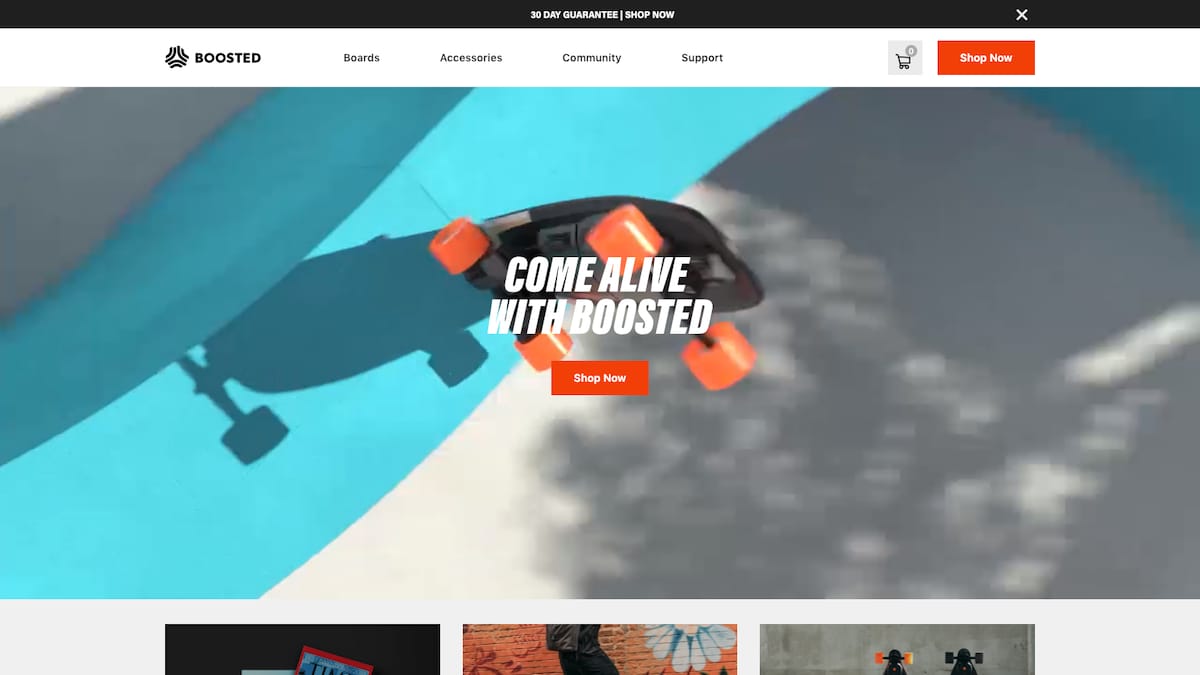 30 DAY GUARANTEE | SHOP NOW
BOOSTED
Boards
Accessories
Community
Support
0
Shop Now
COME ALIVE
WITH BOOSTED
Shop Now